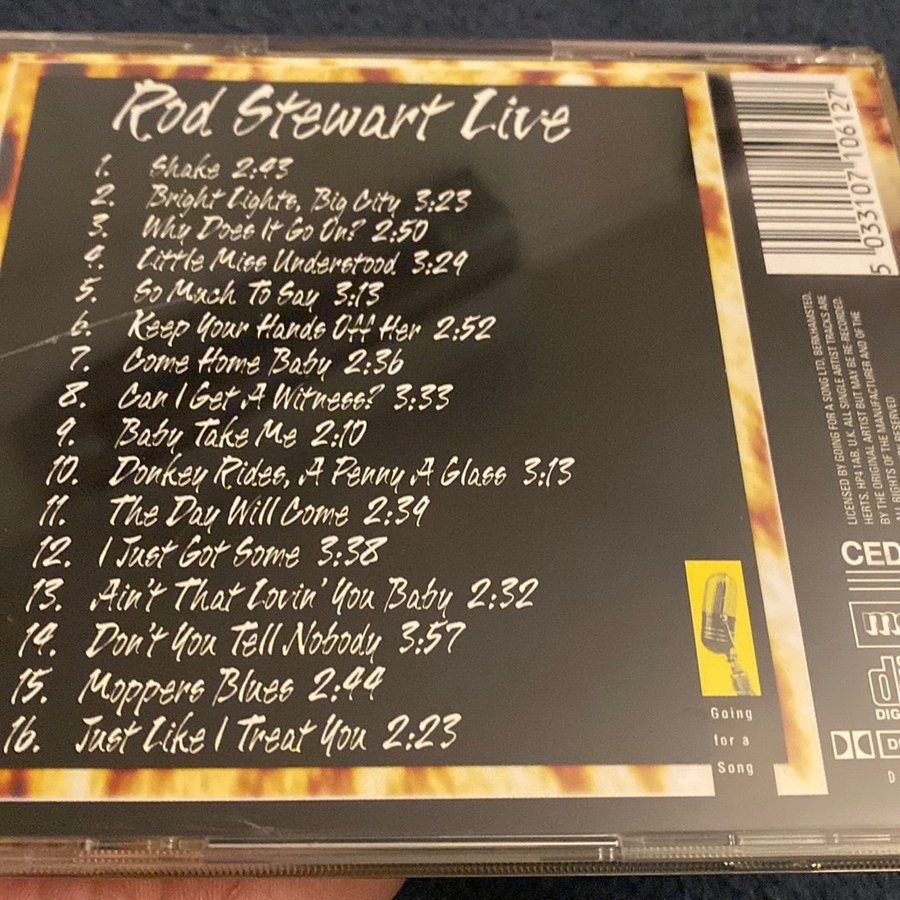 Rod Stewart Live
1. Shake 2:43
2. Bright Lights, Big City 3:23
3. Why Does It Go On? 2:50
4. Little Miss Understood 3:29
5. So Much To Say 3:13
6. Keep Your Hands Off Her 2:52
7. Come Home Baby 2:36
8. Can I Get A Witness? 3:33
9. Baby Take Me 2:10
10. Donkey Rides, A Penny A Glass 3:13
11. The Day Will Come 2:39
12. I Just Got Some 3:38
13. Ain't That Lovin' You Baby 2:32
14. Don't You Tell Nobody 3:57
15. Moppers Blues 2:44
16. Just Like I Treat You 2:23
Going
for a
Song
5 033107 106127
LICENSED BY GOING FOR A SONG LTD, BERKHAMSTED,
HERTS, HP4 1AB, U.K. ALL SINGLE ARTIST TRACKS ARE
BY THE ORIGINAL ARTIST BUT MAY BE RE-RECORDED.
ALL RIGHTS OF THE MANUFACTURER AND OF THE
RESERVED
CED
DIG